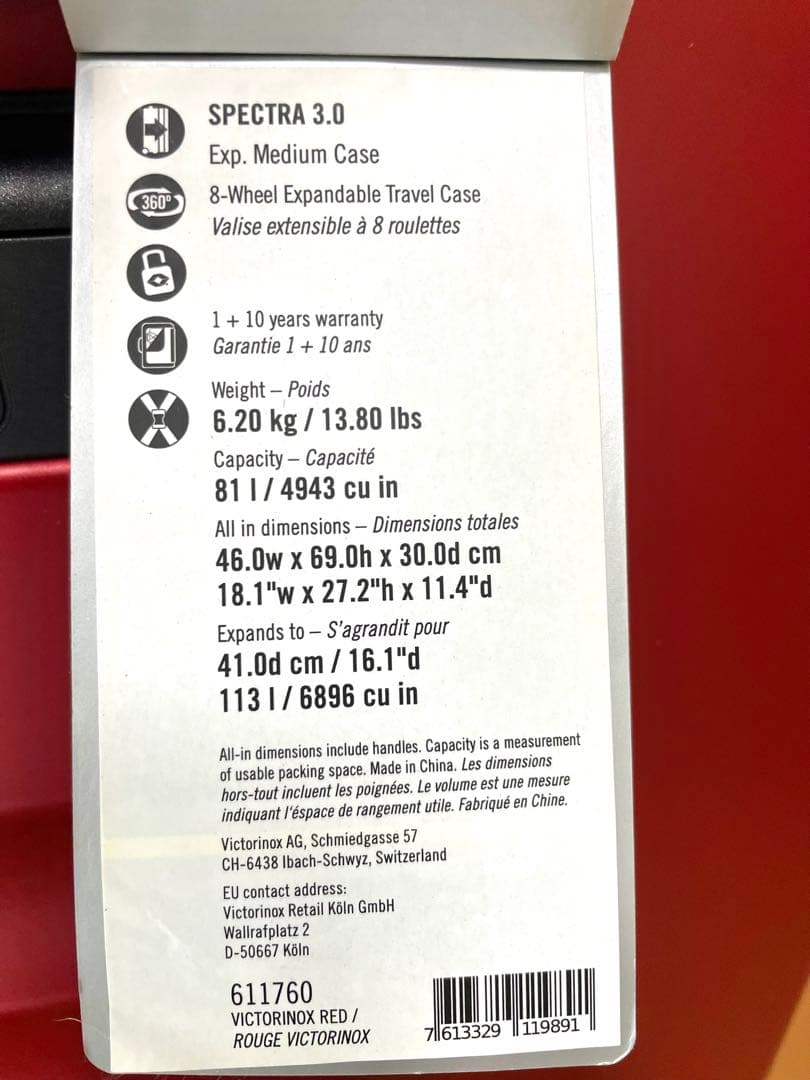 SPECTRA 3.0
Exp. Medium Case
360°
8-Wheel Expandable Travel Case
Valise extensible à 8 roulettes
1 + 10 years warranty
Garantie 1 + 10 ans
Weight – Poids
6.20 kg / 13.80 lbs
Capacity – Capacité
81 l / 4943 cu in
All in dimensions – Dimensions totales
46.0w x 69.0h x 30.0d cm
18.1"w x 27.2"h x 11.4"d
Expands to – S'agrandit pour
41.0d cm / 16.1"d
113 l / 6896 cu in
All-in dimensions include handles. Capacity is a measurement
of usable packing space. Made in China. Les dimensions
hors-tout incluent les poignées. Le volume est une mesure
indiquant l'éspace de rangement utile. Fabriqué en Chine.
Victorinox AG, Schmiedgasse 57
CH-6438 Ibach-Schwyz, Switzerland
EU contact address:
Victorinox Retail Köln GmbH
Wallrafplatz 2
D-50667 Köln
611760
VICTORINOX RED /
ROUGE VICTORINOX
7 613329 119891